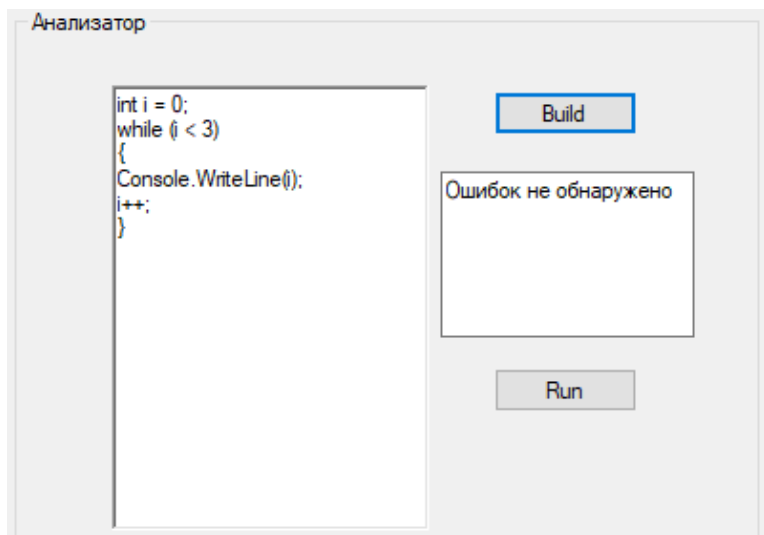 Анализатор
int i = 0;
while (i < 3)
{
Console.WriteLine(i);
i++;
}
Build
Ошибок не обнаружено
Run